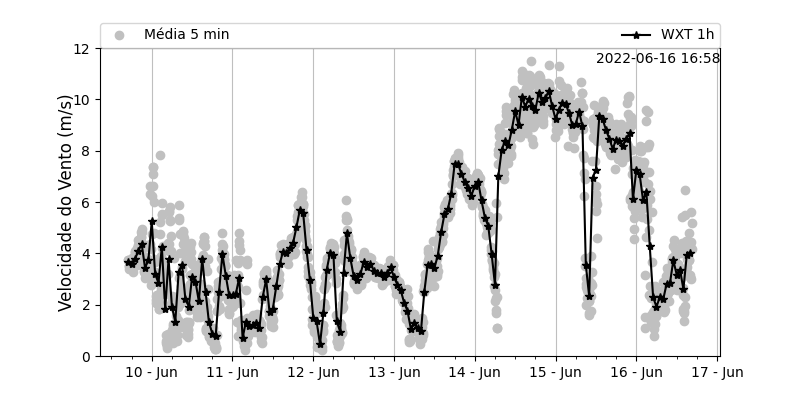 Média 5 min
WXT 1h
2022-06-16 16:58
Velocidade do Vento (m/s)
12
10
8
6
4
2
0
10 - Jun
11 - Jun
12 - Jun
13 - Jun
14 - Jun
15 - Jun
16 - Jun
17 - Jun